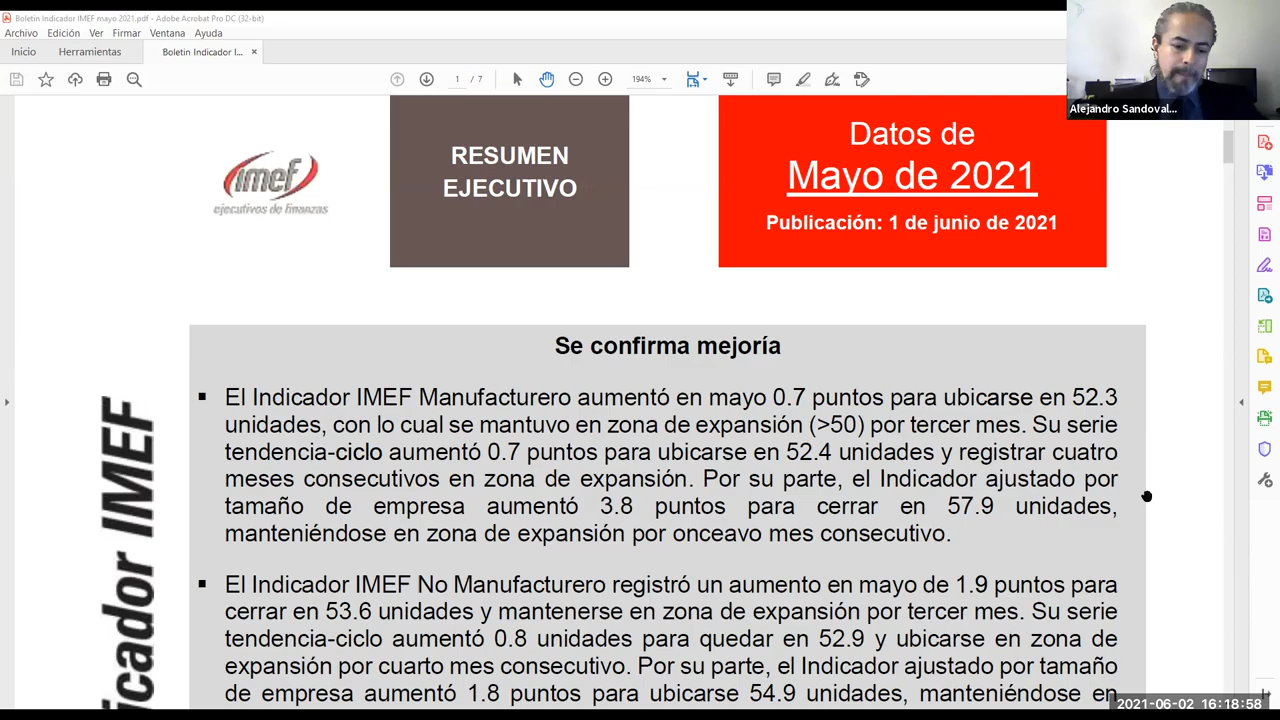 Boletin Indicador IMEF mayo 2021.pdf - Adobe Acrobat Pro DC (32-bit)
Archivo Edición Ver Firmar Ventana Ayuda
Inicio Herramientas Boletin Indicador I... ×
1 / 7 194%
Alejandro Sandoval...
imef
ejecutivos de finanzas
RESUMEN
EJECUTIVO
Datos de
Mayo de 2021
Publicación: 1 de junio de 2021
icador IMEF
Se confirma mejoría
▪ El Indicador IMEF Manufacturero aumentó en mayo 0.7 puntos para ubicarse en 52.3
unidades, con lo cual se mantuvo en zona de expansión (>50) por tercer mes. Su serie
tendencia-ciclo aumentó 0.7 puntos para ubicarse en 52.4 unidades y registrar cuatro
meses consecutivos en zona de expansión. Por su parte, el Indicador ajustado por
tamaño de empresa aumentó 3.8 puntos para cerrar en 57.9 unidades,
manteniéndose en zona de expansión por onceavo mes consecutivo.
▪ El Indicador IMEF No Manufacturero registró un aumento en mayo de 1.9 puntos para
cerrar en 53.6 unidades y mantenerse en zona de expansión por tercer mes. Su serie
tendencia-ciclo aumentó 0.8 unidades para quedar en 52.9 y ubicarse en zona de
expansión por cuarto mes consecutivo. Por su parte, el Indicador ajustado por tamaño
de empresa aumentó 1.8 puntos para ubicarse 54.9 unidades, manteniéndose en
2021-06-02 16:18:58